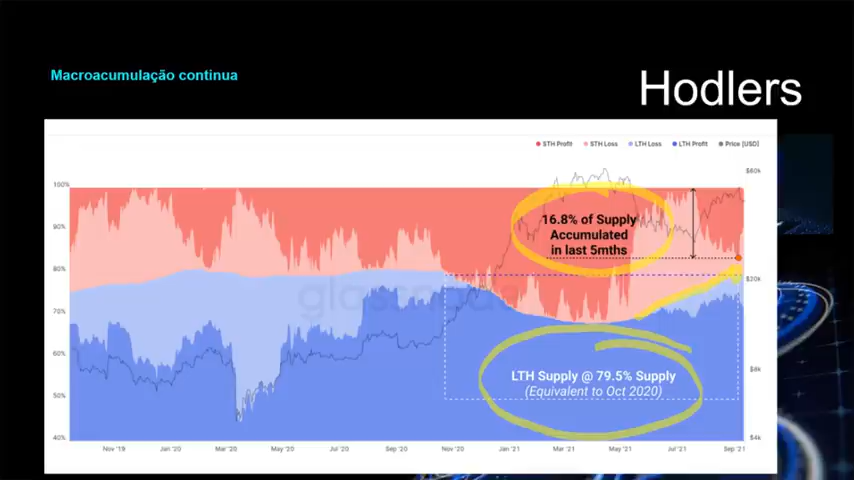 Macroacumulação continua
Hodlers
STH Profit STH Loss LTH Loss LTH Profit Price [USD]
100%
90%
80%
70%
60%
50%
40%
$60k
$20k
$8k
$4k
16.8% of Supply
Accumulated
in last 5mths
glassnode
LTH Supply @ 79.5% Supply
(Equivalent to Oct 2020)
Nov '19 Jan '20 Mar '20 May '20 Jul '20 Sep '20 Nov '20 Jan '21 Mar '21 May '21 Jul '21 Sep '21